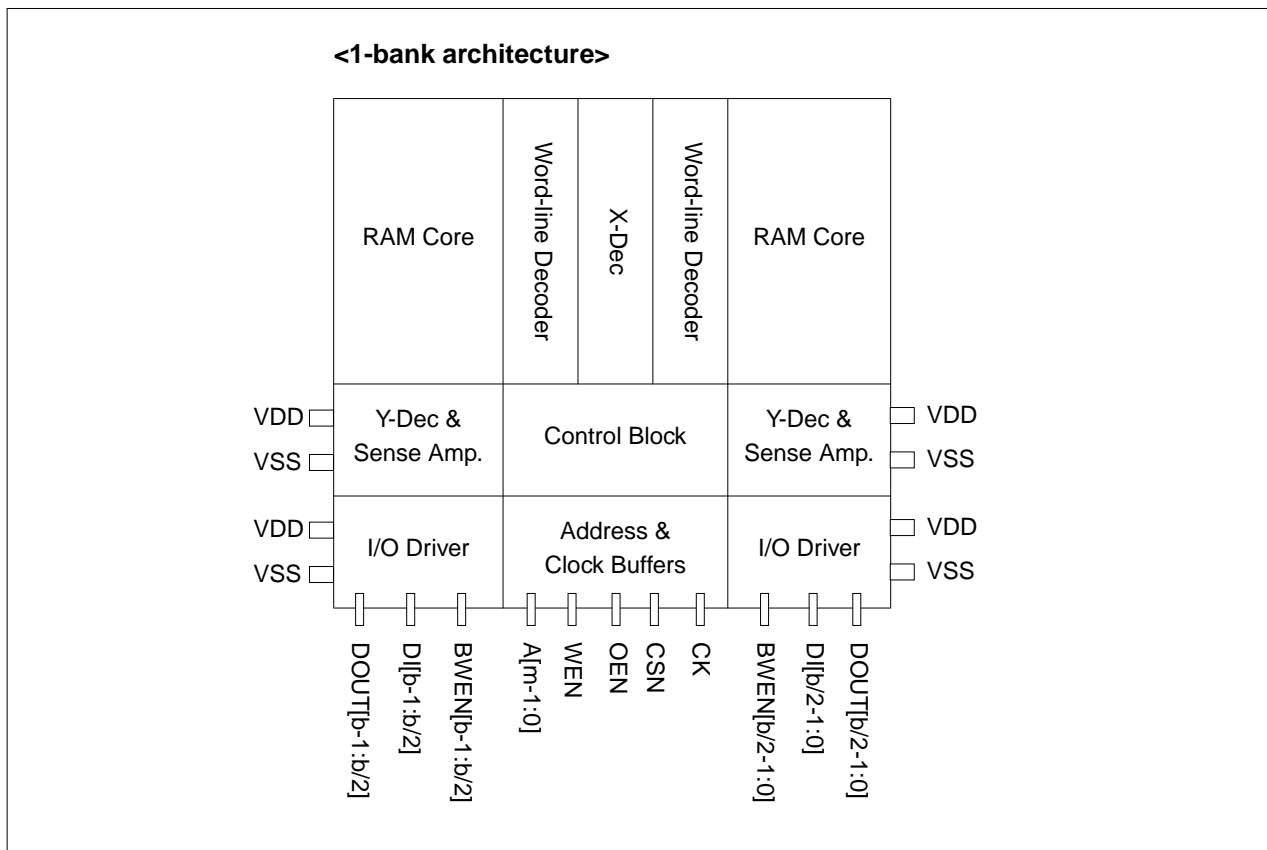 <1-bank architecture>
RAM Core
Word-line Decoder
X-Dec
Word-line Decoder
RAM Core
VDD
VSS
Y-Dec &
Sense Amp.
Control Block
Y-Dec &
Sense Amp.
VDD
VSS
VDD
VSS
I/O Driver
Address &
Clock Buffers
I/O Driver
VDD
VSS
DOUT[b-1:b/2]
DI[b-1:b/2]
BWEN[b-1:b/2]
A[m-1:0]
WEN
OEN
CSN
CK
BWEN[b/2-1:0]
DI[b/2-1:0]
DOUT[b/2-1:0]